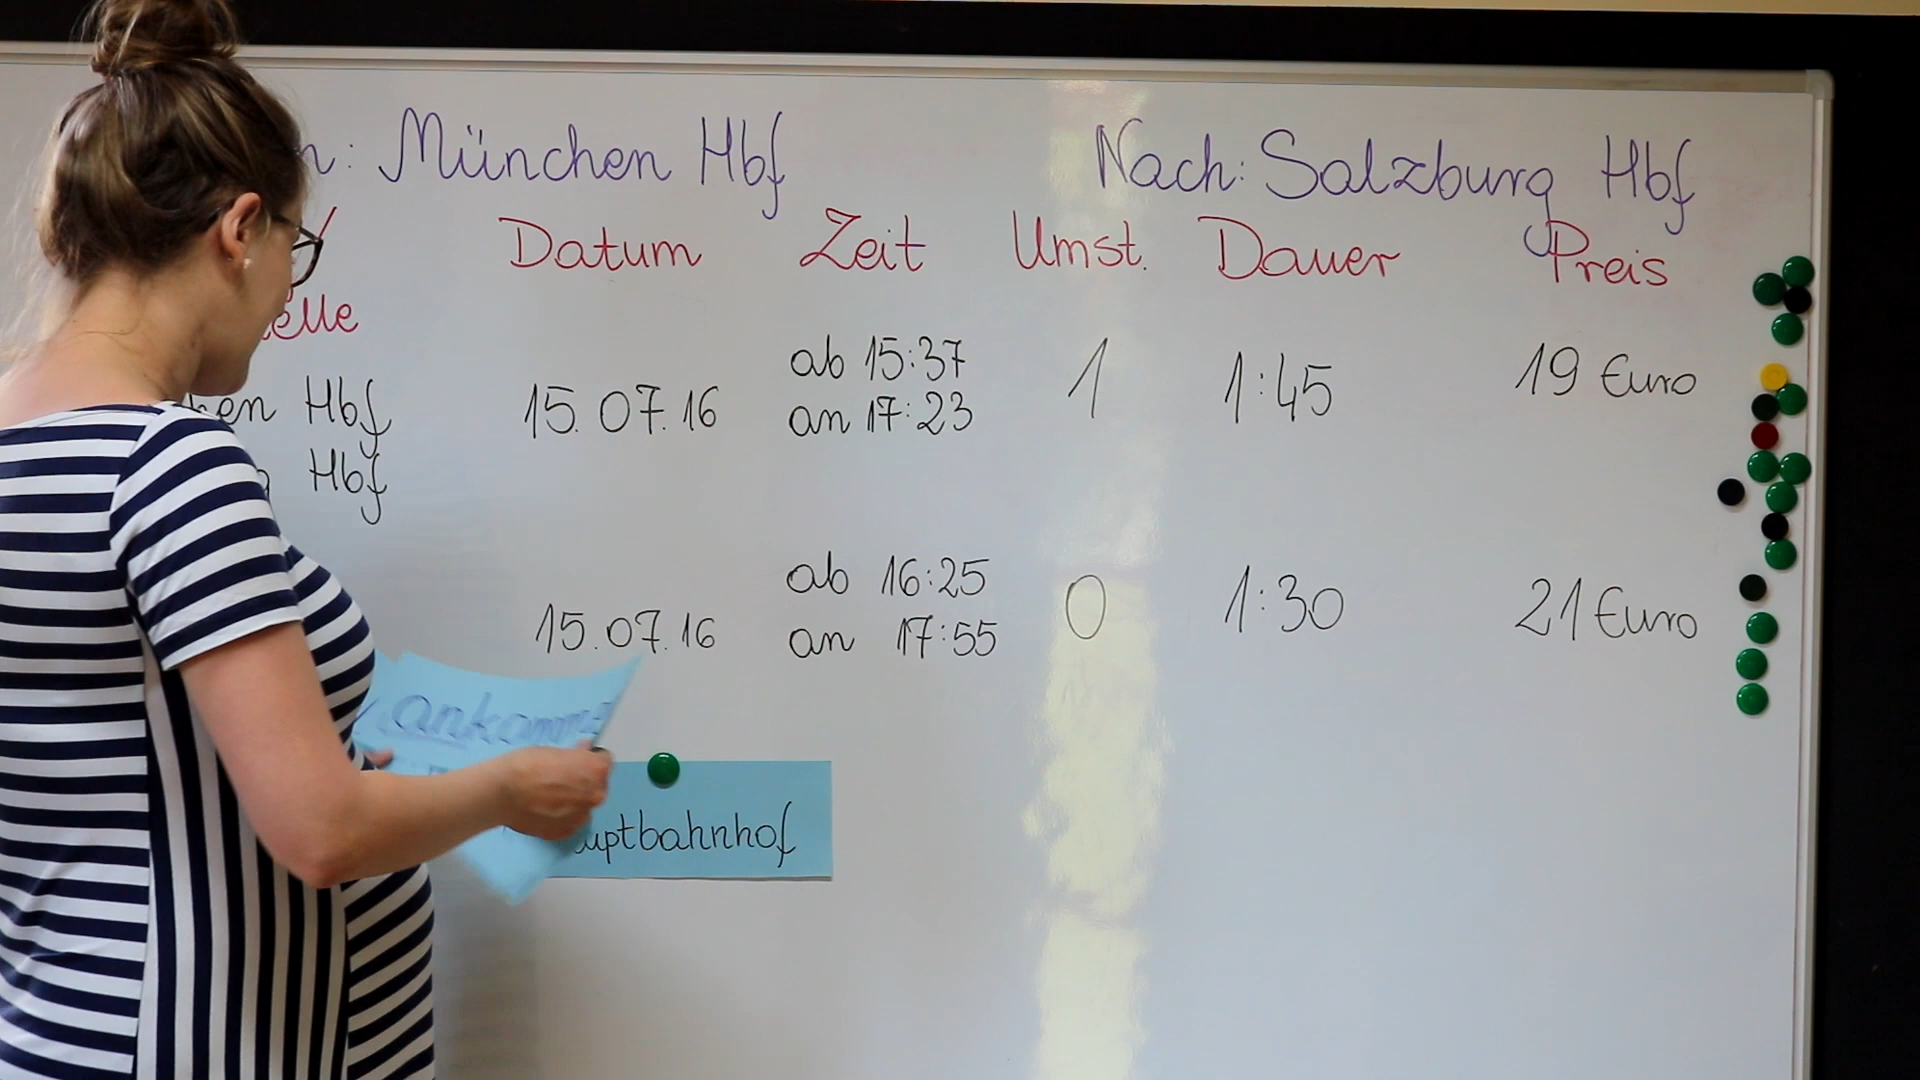 München Hbf Nach: Salzburg Hbf
Datum Zeit Umst. Dauer Preis
ab 15:37
Hbf 15.07.16 an 17:23 1 1:45 19 Euro
Hbf
ab 16:25
15.07.16 an 17:55 0 1:30 21 Euro